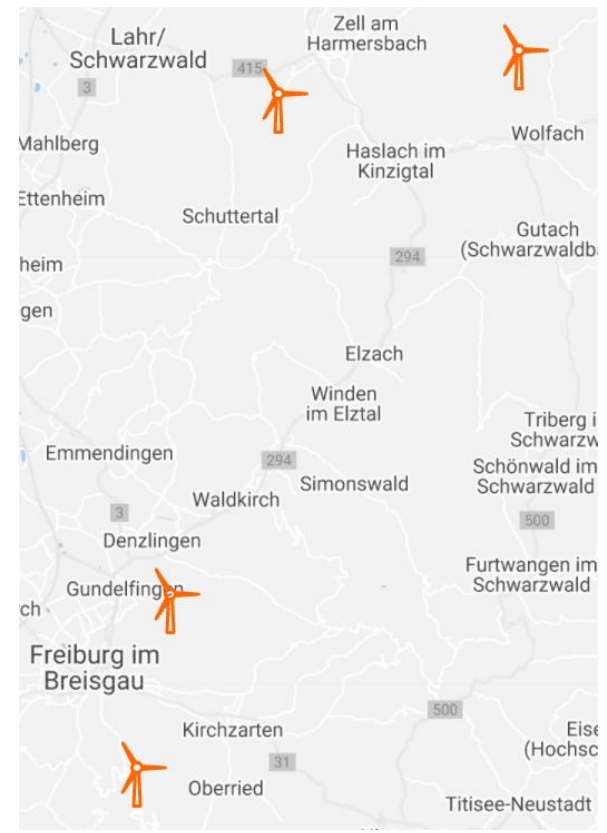 Lahr/
Schwarzwald
Zell am
Harmersbach
415
3
Mahlberg
Wolfach
Haslach im
Kinzigtal
Ettenheim
Schuttertal
Gutach
(Schwarzwaldb
294
heim
gen
Elzach
Winden
im Elztal
Triberg i
Schwarzw
Emmendingen
294
Schönwald im
Schwarzwald
Simonswald
Waldkirch
3
500
Denzlingen
Furtwangen im
Schwarzwald
Gundelfingen
ch
Freiburg im
Breisgau
500
Kirchzarten
Eise
(Hochsc
31
Oberried
Titisee-Neustadt